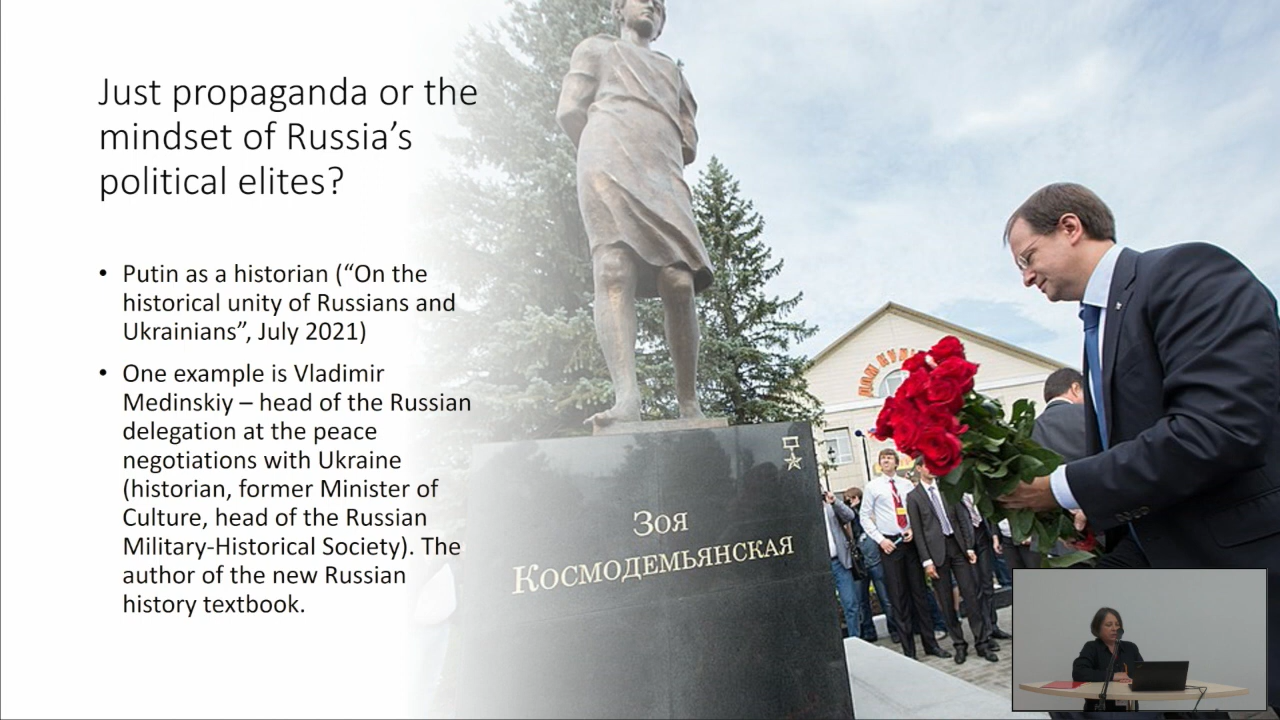 Just propaganda or the
mindset of Russia’s
political elites?
• Putin as a historian (“On the
historical unity of Russians and
Ukrainians”, July 2021)
• One example is Vladimir
Medinskiy – head of the Russian
delegation at the peace
negotiations with Ukraine
(historian, former Minister of
Culture, head of the Russian
Military-Historical Society). The
author of the new Russian
history textbook.
Зоя
Космодемьянская